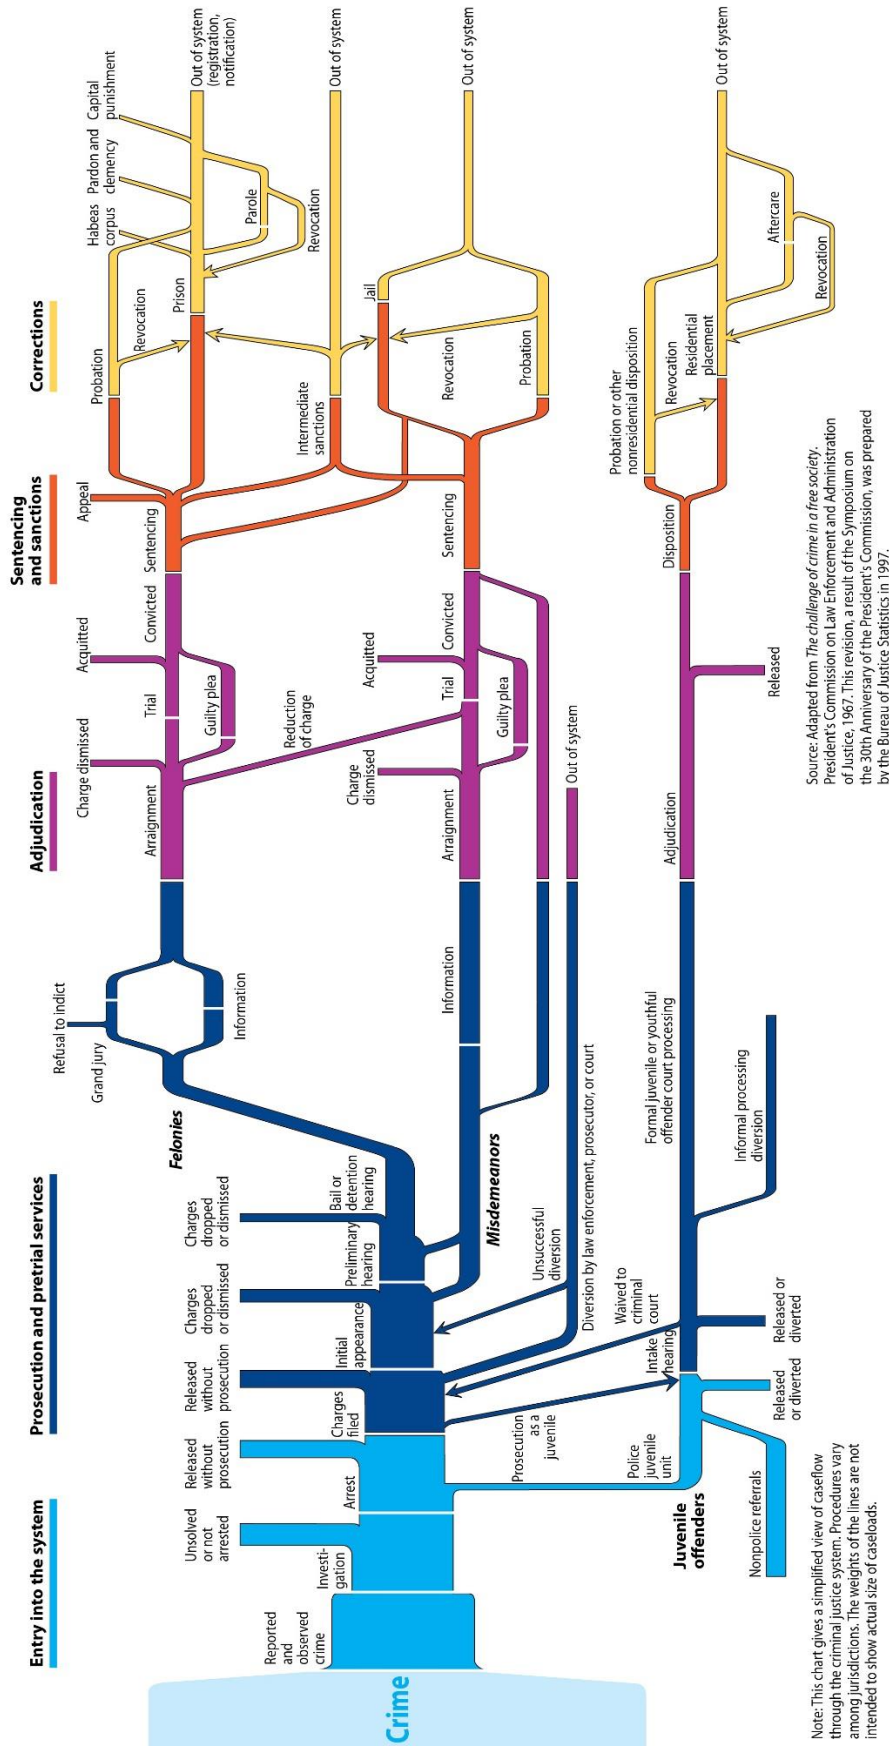 Entry into the system
Prosecution and pretrial services
Adjudication
Sentencing
and sanctions
Corrections
Crime
Reported
and
observed
crime
Investi-
gation
Unsolved
or not
arrested
Arrest
Released
without
prosecution
Charges
filed
Released
without
prosecution
Initial
appearance
Charges
dropped
or dismissed
Preliminary
hearing
Charges
dropped
or dismissed
Bail or
detention
hearing
Felonies
Grand jury
Refusal to indict
Information
Arraignment
Charge dismissed
Trial
Acquitted
Convicted
Guilty plea
Reduction
of charge
Sentencing
Appeal
Probation
Revocation
Prison
Habeas
corpus
Pardon and
clemency
Capital
punishment
Parole
Revocation
Out of system
(registration,
notification)
Intermediate
sanctions
Out of system
Misdemeanors
Information
Arraignment
Charge
dismissed
Trial
Acquitted
Convicted
Guilty plea
Sentencing
Jail
Revocation
Probation
Out of system
Unsuccessful
diversion
Diversion by law enforcement, prosecutor, or court
Out of system
Prosecution
as a
juvenile
Waived to
criminal
court
Police
juvenile
unit
Juvenile
offenders
Nonpolice referrals
Released
or diverted
Intake
hearing
Released or
diverted
Formal juvenile or youthful
offender court processing
Informal processing
diversion
Adjudication
Released
Disposition
Probation or other
nonresidential disposition
Revocation
Residential
placement
Aftercare
Revocation
Out of system
Note: This chart gives a simplified view of caseflow
through the criminal justice system. Procedures vary
among jurisdictions. The weights of the lines are not
intended to show actual size of caseloads.
Source: Adapted from The challenge of crime in a free society.
President's Commission on Law Enforcement and Administration
of Justice, 1967. This revision, a result of the Symposium on
the 30th Anniversary of the President's Commission, was prepared
by the Bureau of Justice Statistics in 1997.